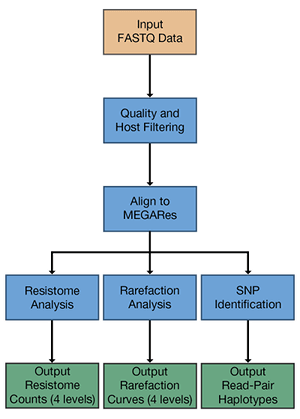 Input
FASTQ Data
Quality and
Host Filtering
Align to
MEGARes
Resistome
Analysis
Rarefaction
Analysis
SNP
Identification
Output
Resistome
Counts (4 levels)
Output
Rarefaction
Curves (4 levels)
Output
Read-Pair
Haplotypes